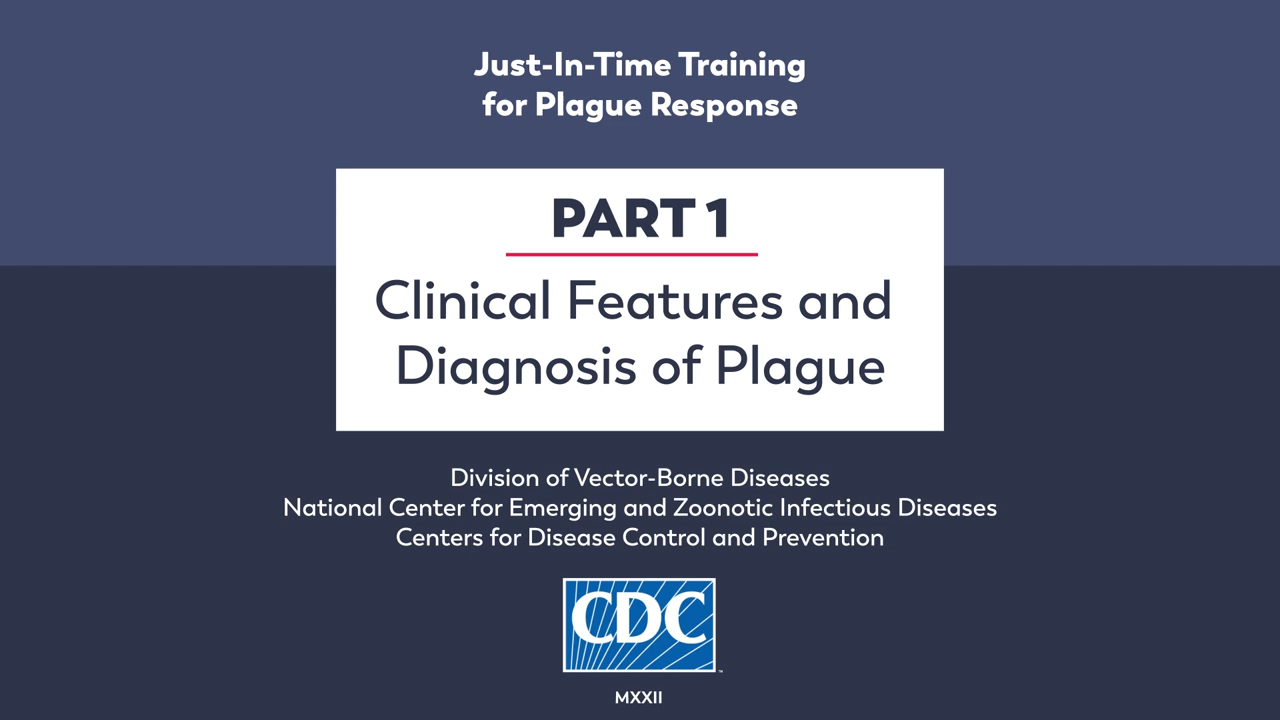 Just-In-Time Training
for Plague Response
PART 1
Clinical Features and
Diagnosis of Plague
Division of Vector-Borne Diseases
National Center for Emerging and Zoonotic Infectious Diseases
Centers for Disease Control and Prevention
CDC
MXXII